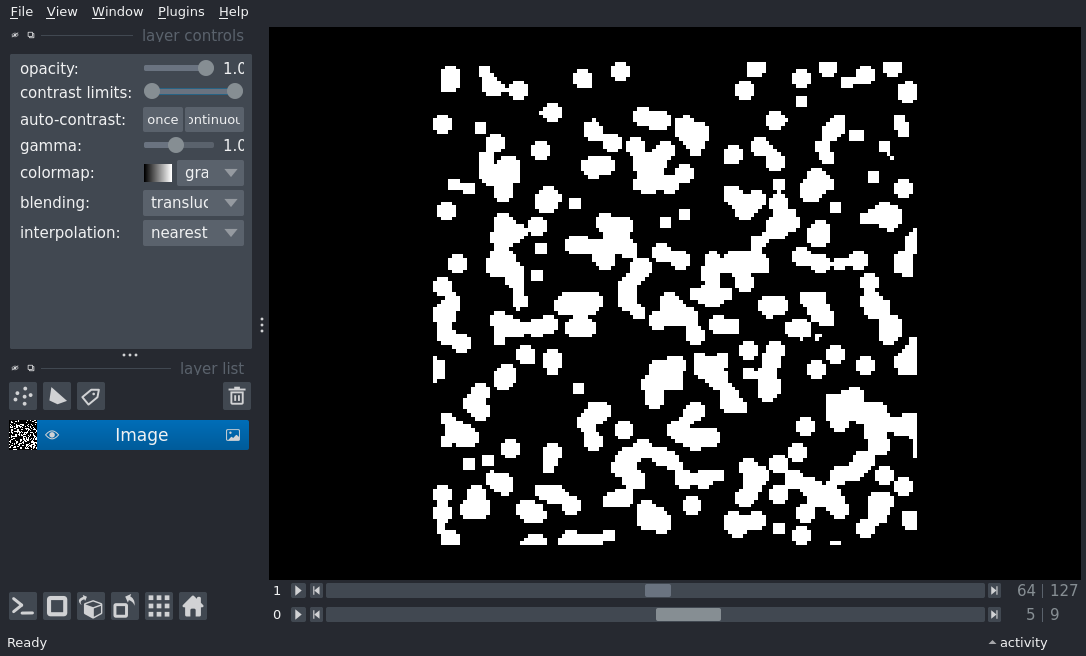 File View Window Plugins Help
layer controls
opacity: 1.0
contrast limits:
auto-contrast: once ontinuou
gamma: 1.0
colormap: gra
blending: transluc
interpolation: nearest
layer list
Image
1 64 | 127
0 5 | 9
Ready activity